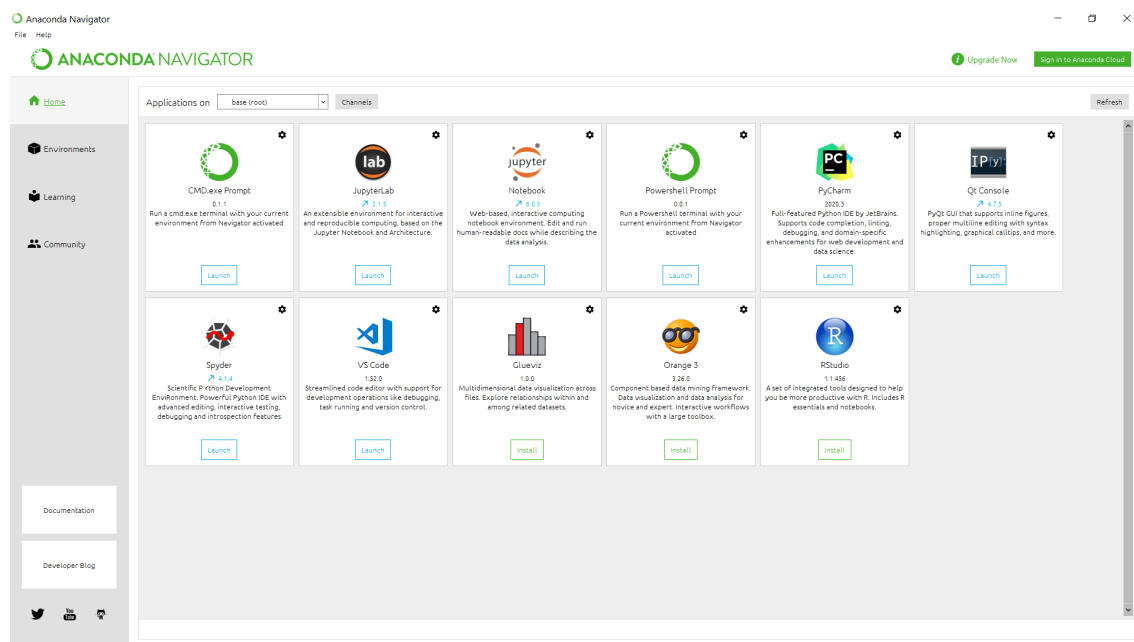 Anaconda Navigator
File Help
ANACONDA NAVIGATOR
i Upgrade Now
Sign in to Anaconda Cloud
Home
Environments
Learning
Community
Documentation
Developer Blog
You
Tube
Applications on base (root) Channels Refresh
CMD.exe Prompt
0.1.1
Run a cmd.exe terminal with your current
environment from Navigator activated
Launch
lab
JupyterLab
2.1.5
An extensible environment for interactive
and reproducible computing, based on the
Jupyter Notebook and Architecture.
Launch
jupyter
Notebook
6.0.3
Web-based, interactive computing
notebook environment. Edit and run
human-readable docs while describing the
data analysis.
Launch
Powershell Prompt
0.0.1
Run a Powershell terminal with your
current environment from Navigator
activated
Launch
PC
PyCharm
2020.3
Full-featured Python IDE by JetBrains.
Supports code completion, linting,
debugging, and domain-specific
enhancements for web development and
data science.
Launch
IP[y]:
Qt Console
4.7.5
PyQt GUI that supports inline figures,
proper multiline editing with syntax
highlighting, graphical calltips, and more.
Launch
Spyder
4.1.4
Scientific PYthon Development
EnviRonment. Powerful Python IDE with
advanced editing, interactive testing,
debugging and introspection features
Launch
VS Code
1.52.0
Streamlined code editor with support for
development operations like debugging,
task running and version control.
Launch
Glueviz
1.0.0
Multidimensional data visualization across
files. Explore relationships within and
among related datasets.
Install
Orange 3
3.26.0
Component based data mining framework.
Data visualization and data analysis for
novice and expert. Interactive workflows
with a large toolbox.
Install
R
RStudio
1.1.456
A set of integrated tools designed to help
you be more productive with R. Includes R
essentials and notebooks.
Install